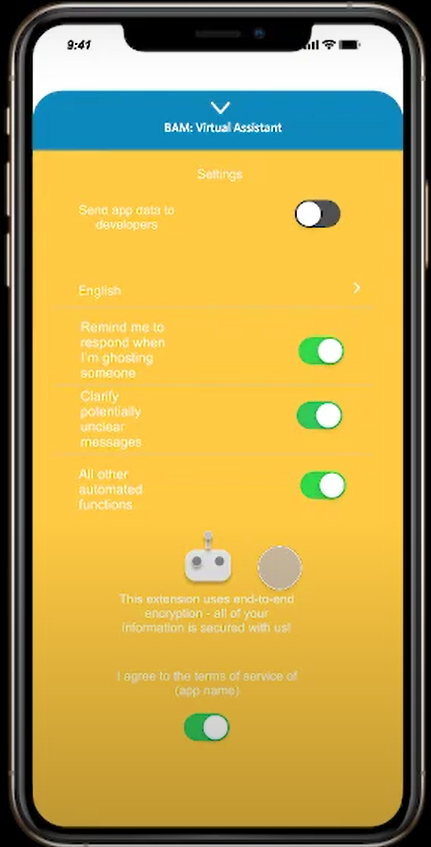 9:41
BAM: Virtual Assistant
Settings
Send app data to
developers
English
Remind me to
respond when
I'm ghosting
someone
Clarify
potentially
unclear
messages
All other
automated
functions
This extension uses end-to-end
encryption - all of your
information is secured with us!
I agree to the terms of service of
(app name)